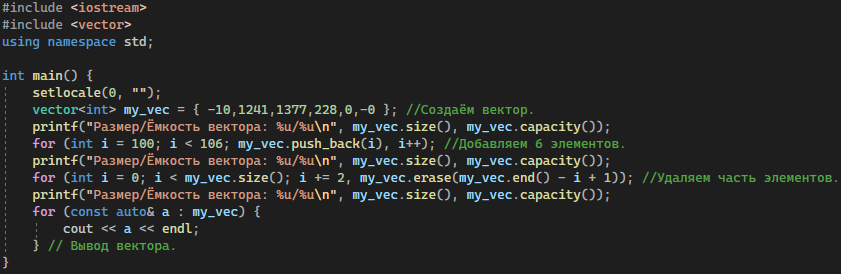 #include <iostream>
#include <vector>
using namespace std;
int main() {
setlocale(0, "");
vector<int> my_vec = { -10,1241,1377,228,0,-0 }; //Создаём вектор.
printf("Размер/Ёмкость вектора: %u/%u\n", my_vec.size(), my_vec.capacity());
for (int i = 100; i < 106; my_vec.push_back(i), i++); //Добавляем 6 элементов.
printf("Размер/Ёмкость вектора: %u/%u\n", my_vec.size(), my_vec.capacity());
for (int i = 0; i < my_vec.size(); i += 2, my_vec.erase(my_vec.end() - i + 1)); //Удаляем часть элементов.
printf("Размер/Ёмкость вектора: %u/%u\n", my_vec.size(), my_vec.capacity());
for (const auto& a : my_vec) {
cout << a << endl;
} // Вывод вектора.
}